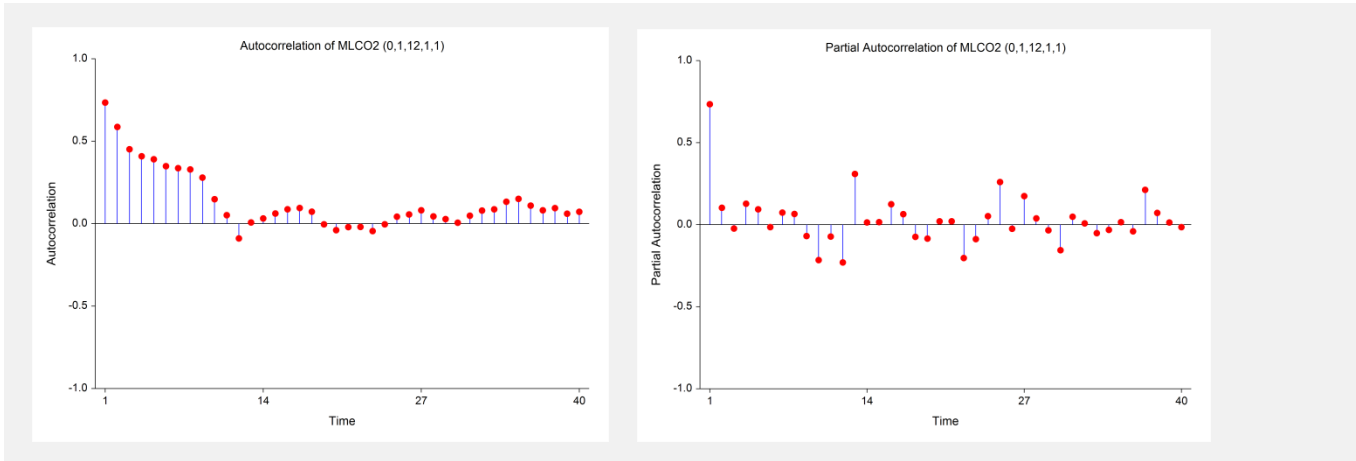 Autocorrelation of MLCO2 (0,1,12,1,1)
1.0
0.5
0.0
-0.5
-1.0
Autocorrelation
1 14 27 40
Time
Partial Autocorrelation of MLCO2 (0,1,12,1,1)
1.0
0.5
0.0
-0.5
-1.0
Partial Autocorrelation
1 14 27 40
Time